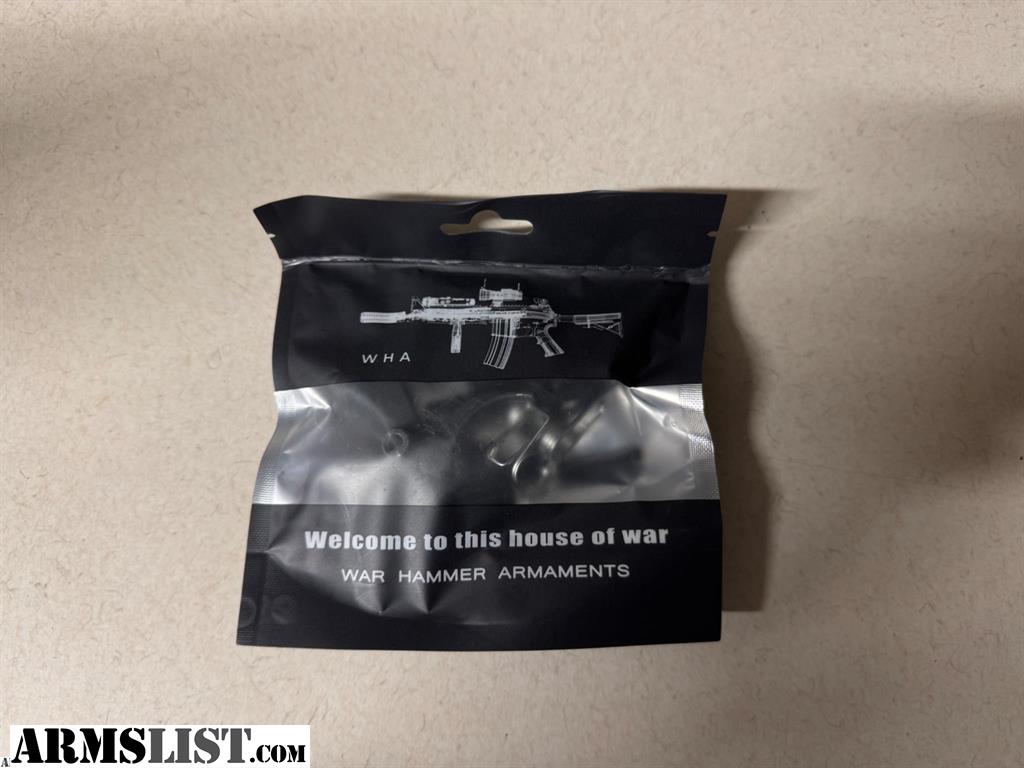 WHA
Welcome to this house of war
WAR HAMMER ARMAMENTS
ARMSLIST.COM